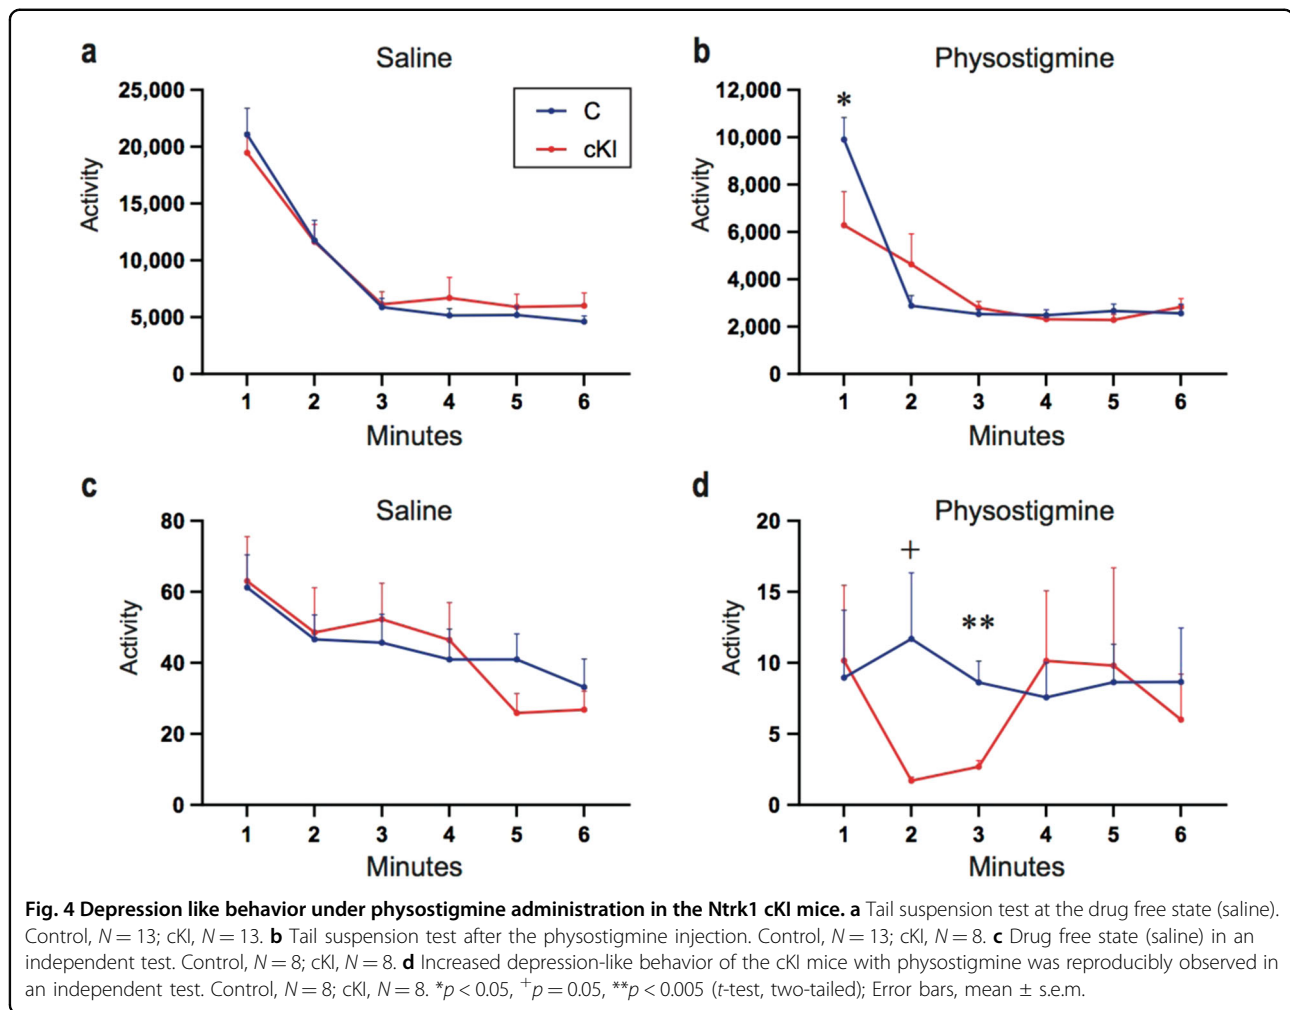 a
Saline
25,000
20,000
15,000
10,000
5,000
0
Activity
C
cKI
1 2 3 4 5 6
Minutes
b
Physostigmine
12,000
10,000
8,000
6,000
4,000
2,000
0
Activity
*
1 2 3 4 5 6
Minutes
c
Saline
80
60
40
20
0
Activity
1 2 3 4 5 6
Minutes
d
Physostigmine
20
15
10
5
0
Activity
+
**
1 2 3 4 5 6
Minutes
Fig. 4 Depression like behavior under physostigmine administration in the Ntrk1 cKI mice. a Tail suspension test at the drug free state (saline).
Control, N = 13; cKI, N = 13. b Tail suspension test after the physostigmine injection. Control, N = 13; cKI, N = 8. c Drug free state (saline) in an
independent test. Control, N = 8; cKI, N = 8. d Increased depression-like behavior of the cKI mice with physostigmine was reproducibly observed in
an independent test. Control, N = 8; cKI, N = 8. *p < 0.05, +p = 0.05, **p < 0.005 (t-test, two-tailed); Error bars, mean ± s.e.m.